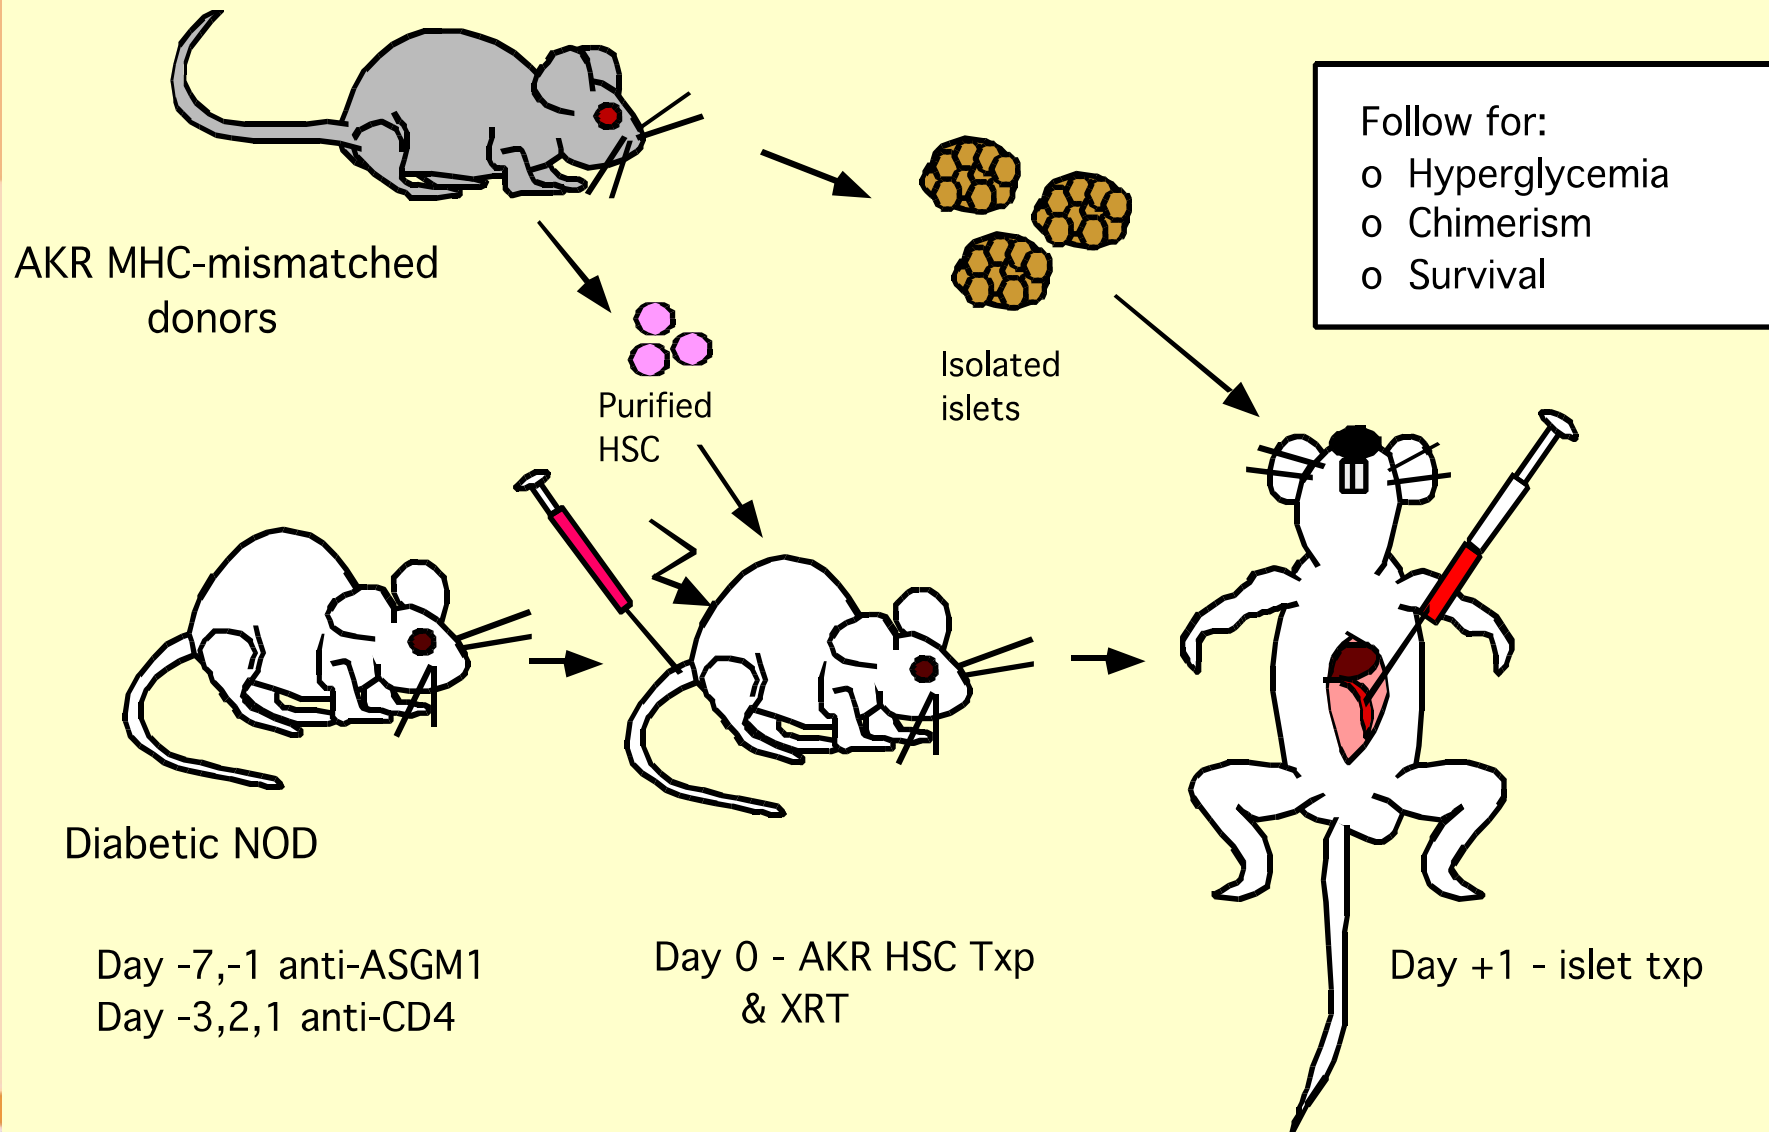 AKR MHC-mismatched
donors
Follow for:
o Hyperglycemia
o Chimerism
o Survival
Isolated
islets
Purified
HSC
Diabetic NOD
Day -7,-1 anti-ASGM1
Day -3,2,1 anti-CD4
Day 0 - AKR HSC Txp
& XRT
Day +1 - islet txp